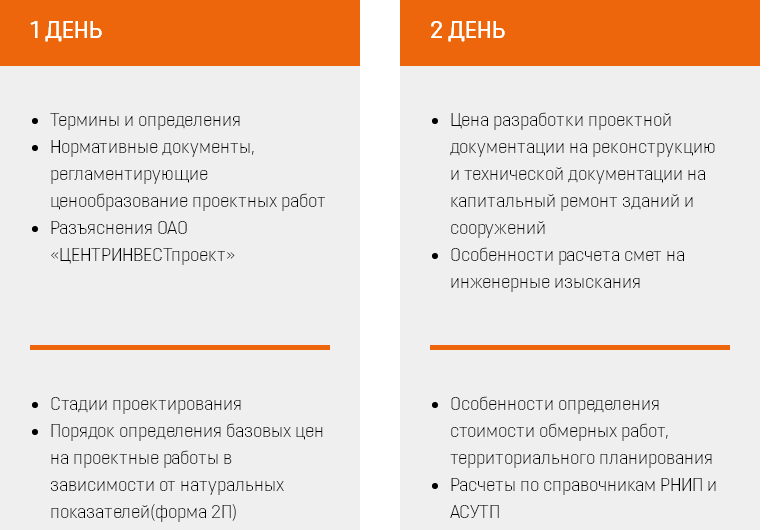 1 ДЕНЬ
Термины и определения
Нормативные документы,
регламентирующие
ценообразование проектных работ
Разъяснения ОАО
«ЦЕНТРИНВЕСТпроект»
Стадии проектирования
Порядок определения базовых цен
на проектные работы в
зависимости от натуральных
показателей(форма 2П)
2 ДЕНЬ
Цена разработки проектной
документации на реконструкцию
и технической документации на
капитальный ремонт зданий и
сооружений
Особенности расчета смет на
инженерные изыскания
Особенности определения
стоимости обмерных работ,
территориального планирования
Расчеты по справочникам РНИП и
АСУТП